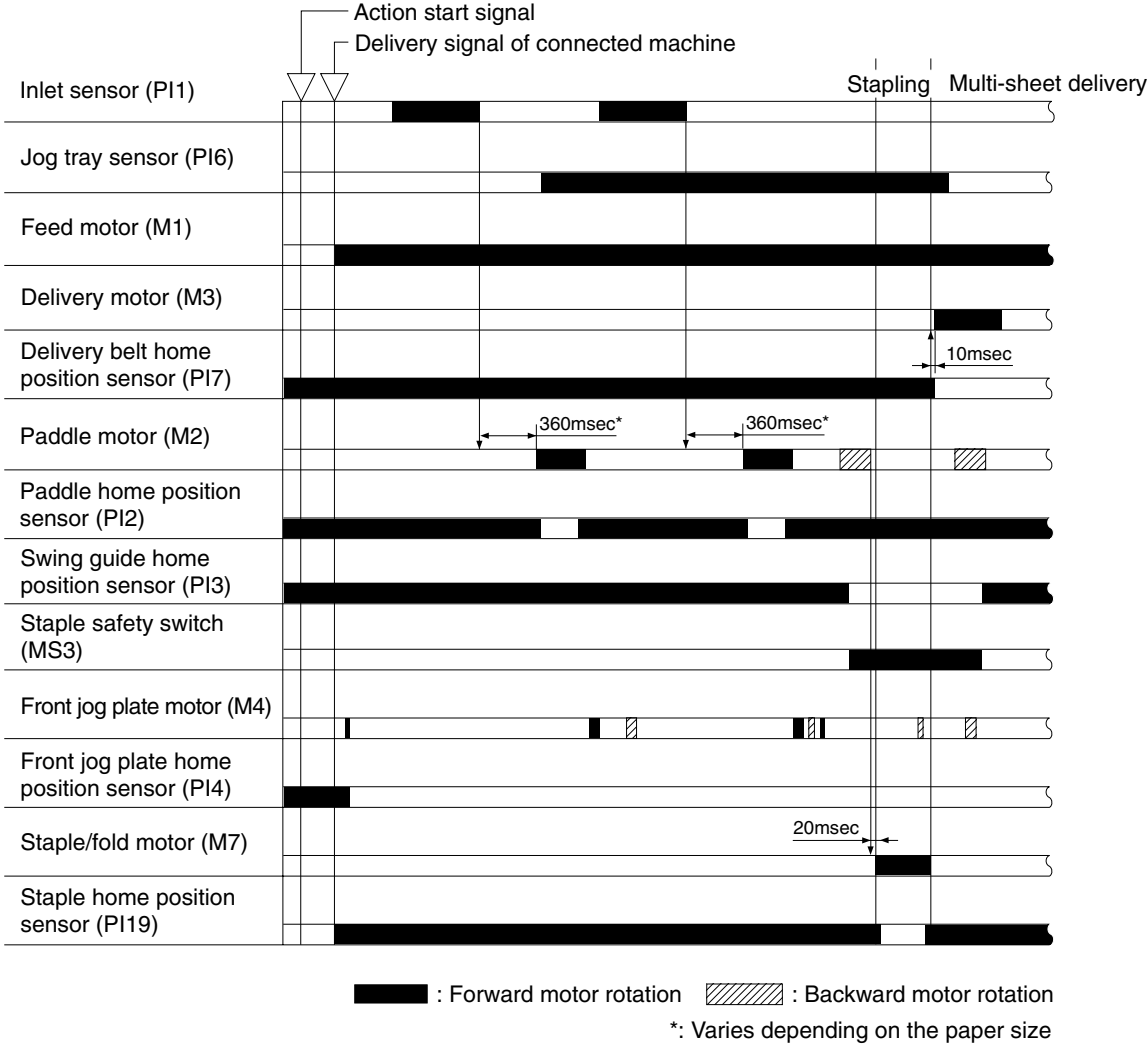 Action start signal
Delivery signal of connected machine
Stapling
Multi-sheet delivery
Inlet sensor (PI1)
Jog tray sensor (PI6)
Feed motor (M1)
Delivery motor (M3)
Delivery belt home
position sensor (PI7)
10msec
Paddle motor (M2)
360msec*
360msec*
Paddle home position
sensor (PI2)
Swing guide home
position sensor (PI3)
Staple safety switch
(MS3)
Front jog plate motor (M4)
Front jog plate home
position sensor (PI4)
Staple/fold motor (M7)
20msec
Staple home position
sensor (PI19)
: Forward motor rotation
: Backward motor rotation
*: Varies depending on the paper size